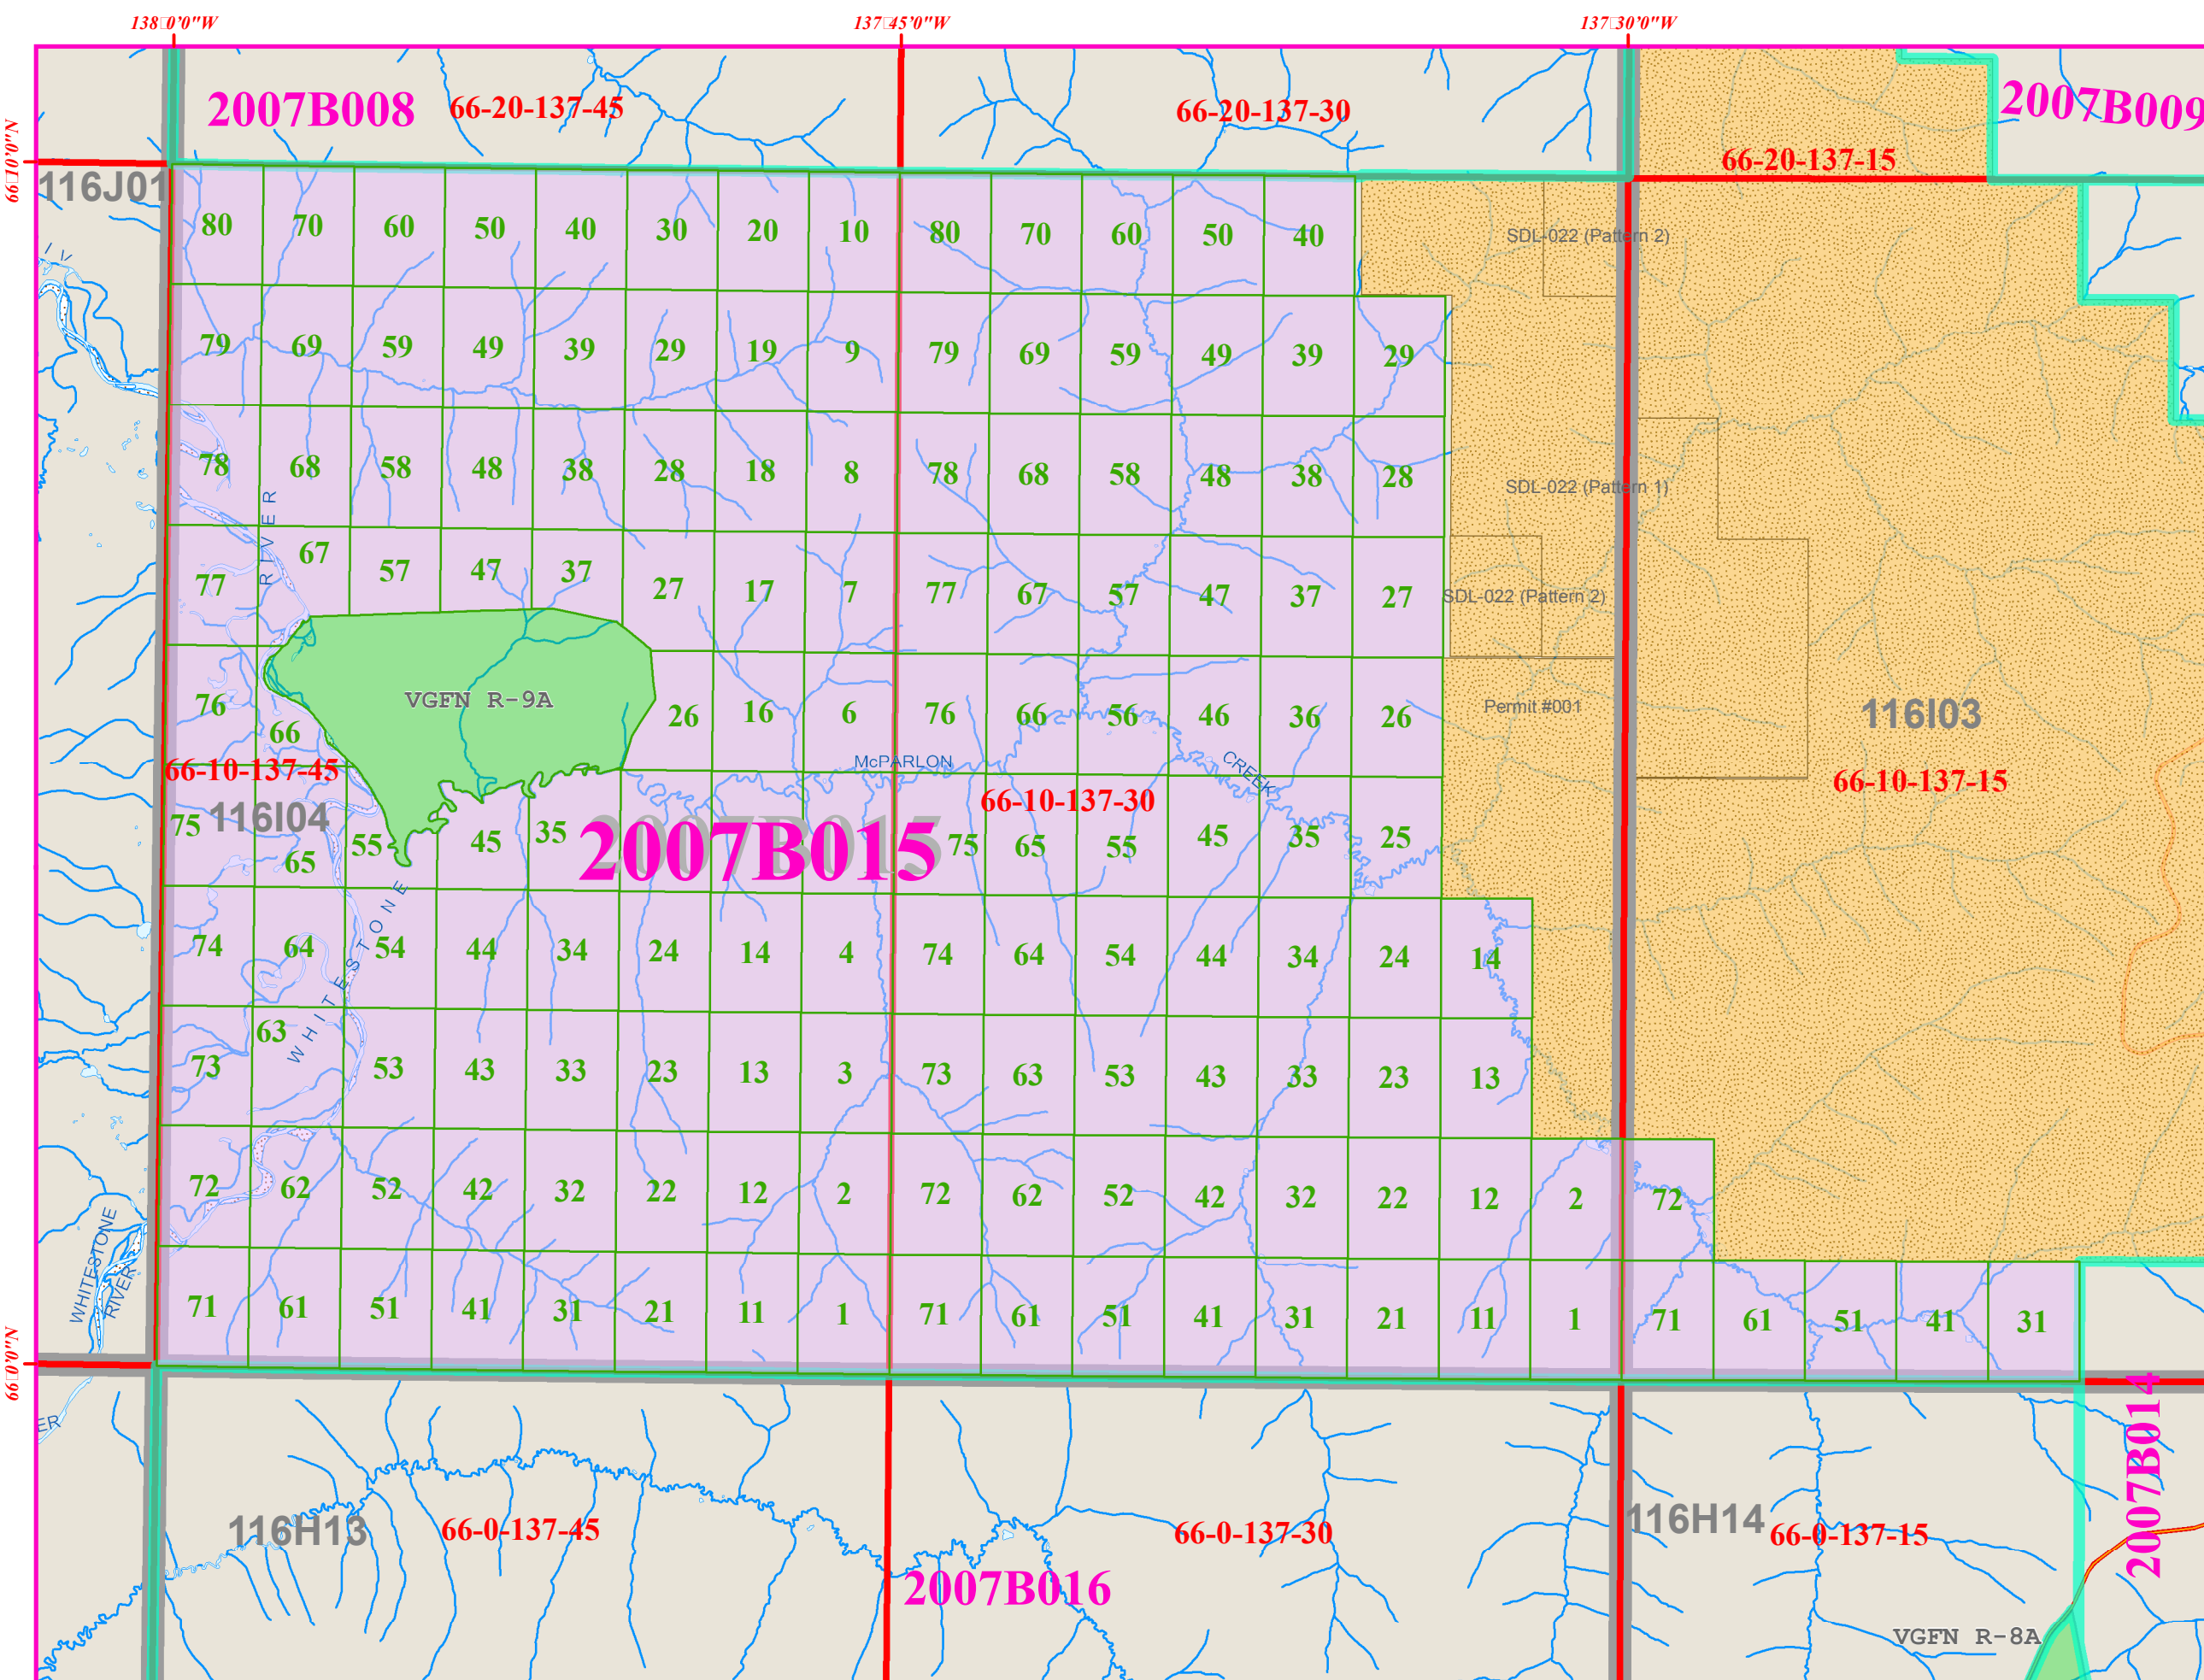 138□0'0"W 137□45'0"W 137□30'0"W
2007B008 66-20-137-45 66-20-137-30 2007B009
66-20-137-15
66□10'0"N
116J01
80 70 60 50 40 30 20 10 80 70 60 50 40 SDL-022 (Pattern 2)
I V
79 69 59 49 39 29 19 9 79 69 59 49 39 29
78 68 58 48 38 28 18 8 78 68 58 48 38 28 SDL-022 (Pattern 1)
RIVER
77 67 57 47 37 27 17 7 77 67 57 47 37 27 SDL-022 (Pattern 2)
VGFN R-9A
76 66 26 16 6 76 66 56 46 36 26 Permit #001 116I03
66-10-137-45 McPARLON CREEK 66-10-137-15
116I04 66-10-137-30
75 65 55 45 35 2007B015 75 65 55 45 35 25
WHITESTONE
74 64 54 44 34 24 14 4 74 64 54 44 34 24 14
73 63 53 43 33 23 13 3 73 63 53 43 33 23 13
72 62 52 42 32 22 12 2 72 62 52 42 32 22 12 2 72
WHITESTONE
RIVER
71 61 51 41 31 21 11 1 71 61 51 41 31 21 11 1 71 61 51 41 31
66□0'0"N
ER
2007B014
116H13 66-0-137-45 66-0-137-30 116H14 66-0-137-15
2007B016
VGFN R-8A